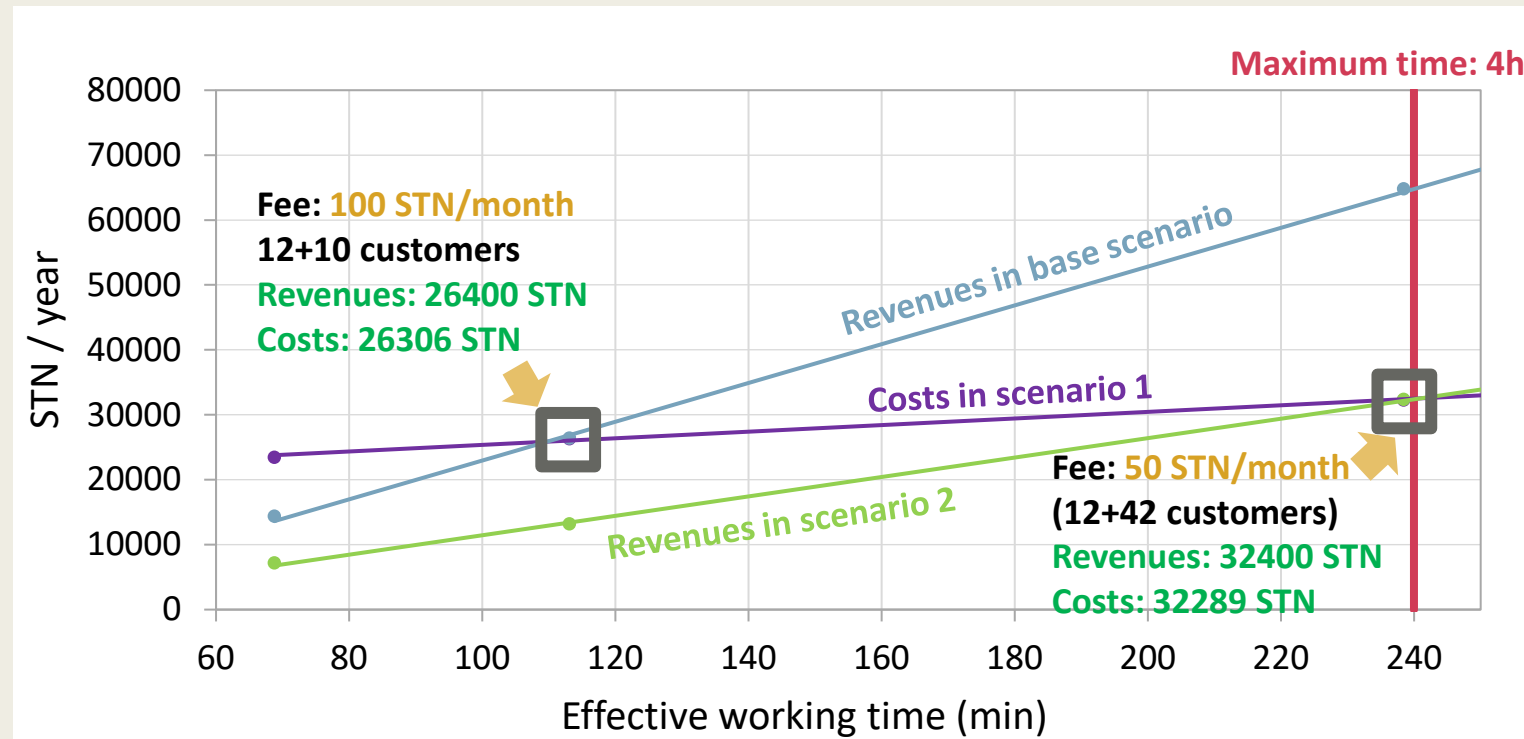 Maximum time: 4h
80000
70000
60000
50000
40000
30000
20000
10000
0
STN / year
Fee: 100 STN/month
12+10 customers
Revenues: 26400 STN
Costs: 26306 STN
Revenues in base scenario
Costs in scenario 1
Revenues in scenario 2
Fee: 50 STN/month
(12+42 customers)
Revenues: 32400 STN
Costs: 32289 STN
60 80 100 120 140 160 180 200 220 240
Effective working time (min)